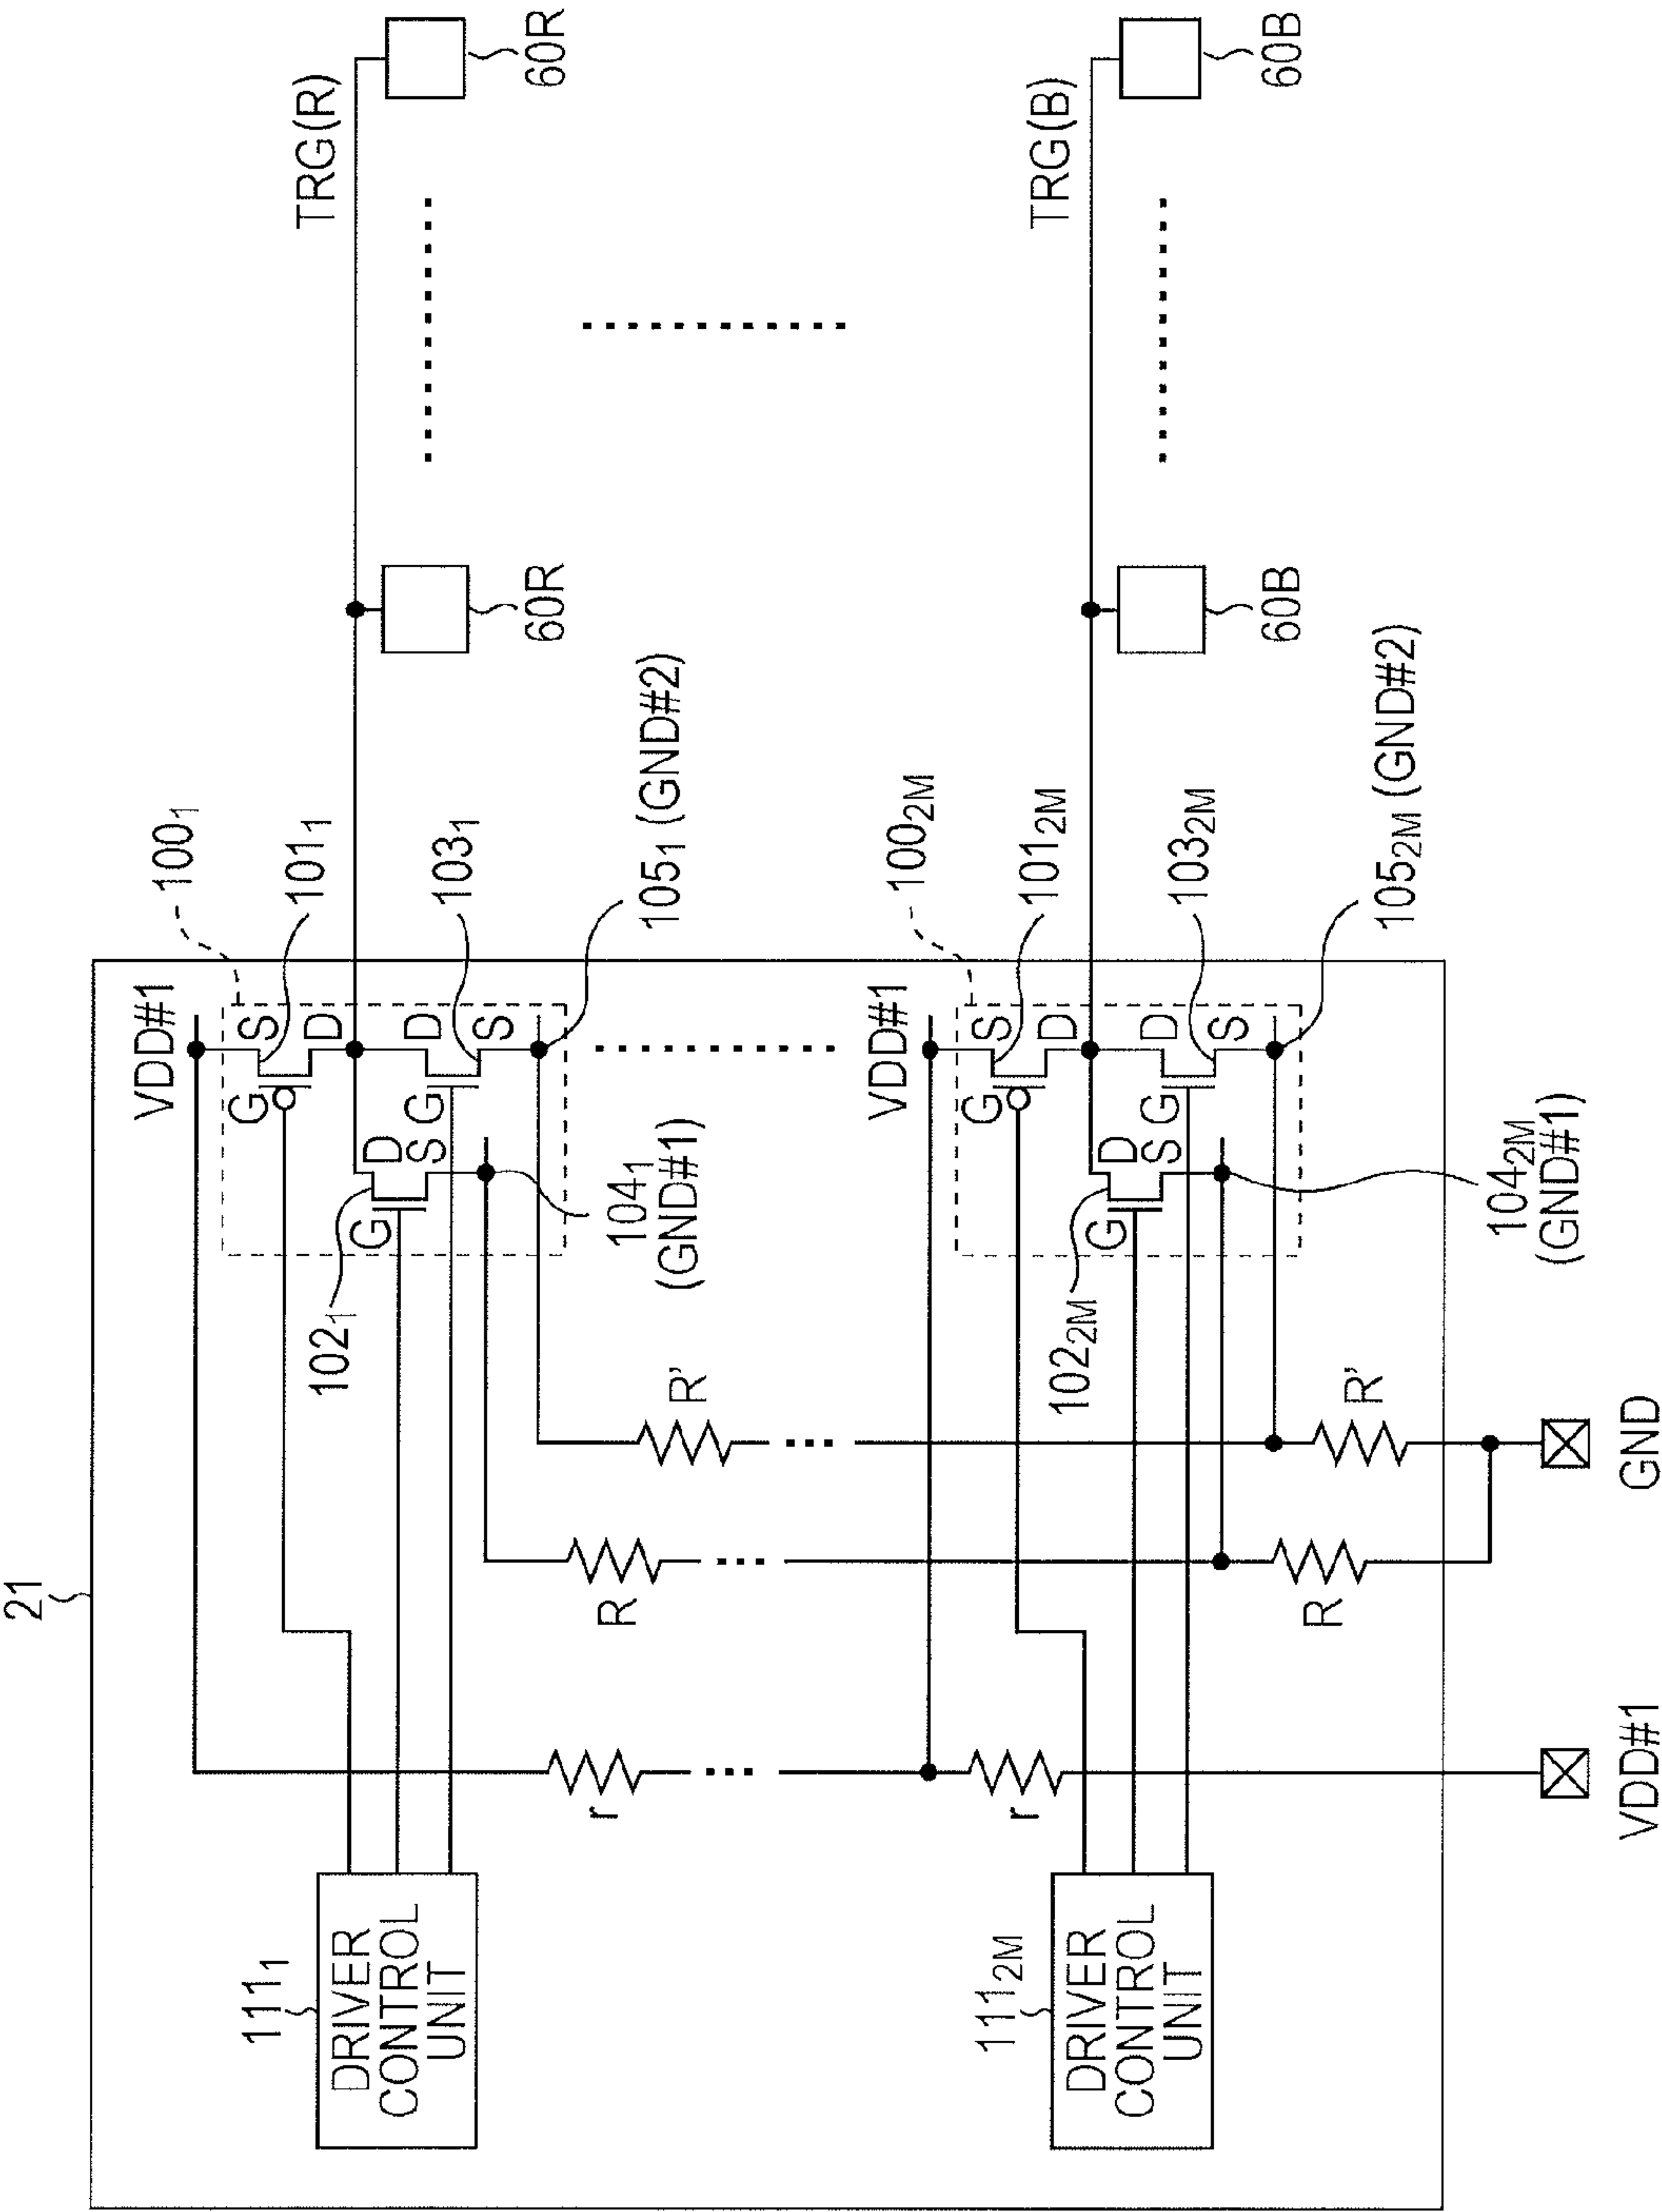 21
111₁
DRIVER
CONTROL
UNIT
VDD#1
100₁
101₁
G
S
D
TRG(R)
102₁
G
D
S
G
D
S
103₁
60R
60R
104₁
(GND#1)
105₁ (GND#2)
r
R
R'
111₂M
DRIVER
CONTROL
UNIT
VDD#1
100₂M
101₂M
G
S
D
TRG(B)
102₂M
G
D
S
G
D
S
103₂M
60B
60B
104₂M
(GND#1)
105₂M (GND#2)
r
R
R'
VDD#1
GND